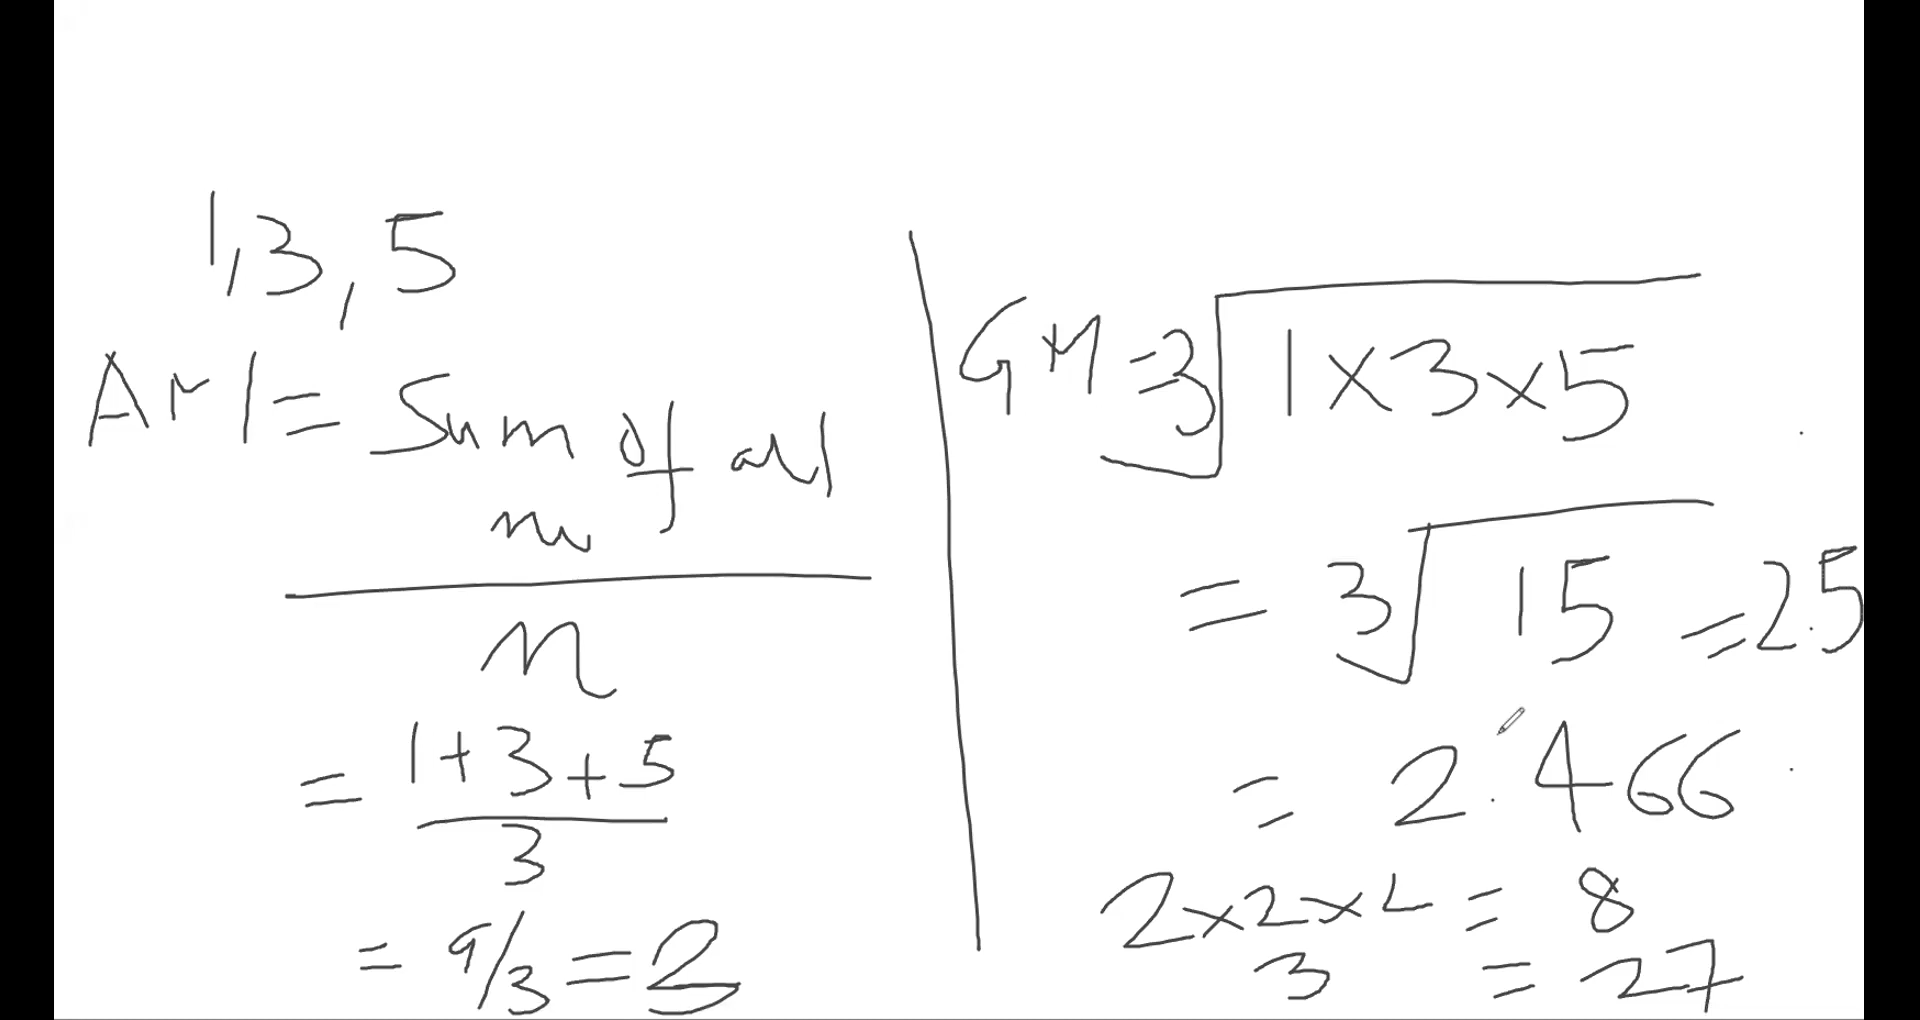 1,3,5
AM = Sum of all
no
n
= 1+3+5
3
= 9/3 = 3
GM = 3√1×3×5
= 3√15 = 2.5
= 2.466
2×2×2 = 8
3 = 27